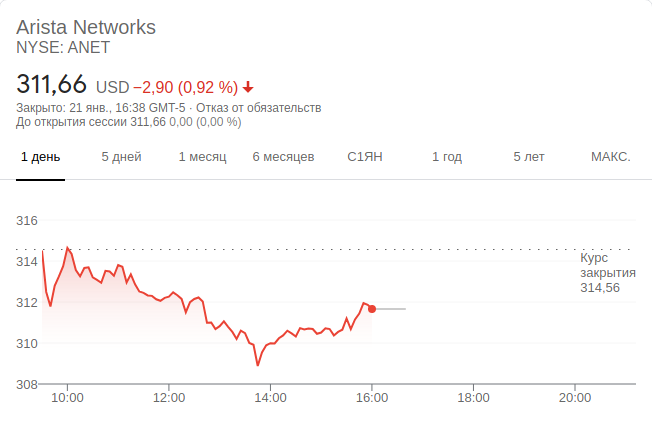 Arista Networks
NYSE: ANET
311,66 USD −2,90 (0,92 %)
Закрыто: 21 янв., 16:38 GMT-5 · Отказ от обязательств
До открытия сессии 311,66 0,00 (0,00 %)
1 день 5 дней 1 месяц 6 месяцев С1ЯН 1 год 5 лет МАКС.
316
314
312
310
308
Курс
закрытия
314,56
10:00 12:00 14:00 16:00 18:00 20:00